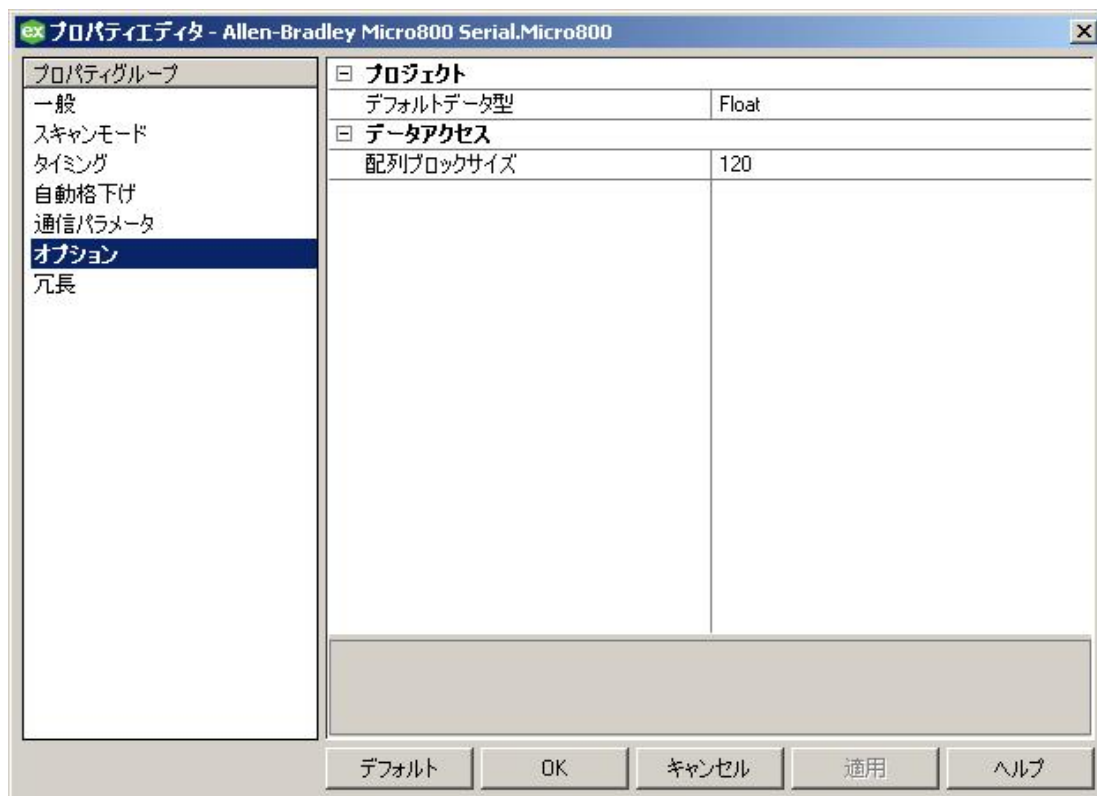 ex プロパティエディタ - Allen-Bradley Micro800 Serial.Micro800
プロパティグループ
一般
スキャンモード
タイミング
自動格下げ
通信パラメータ
オプション
冗長
プロジェクト
デフォルトデータ型 Float
データアクセス
配列ブロックサイズ 120
デフォルト OK キャンセル 適用 ヘルプ